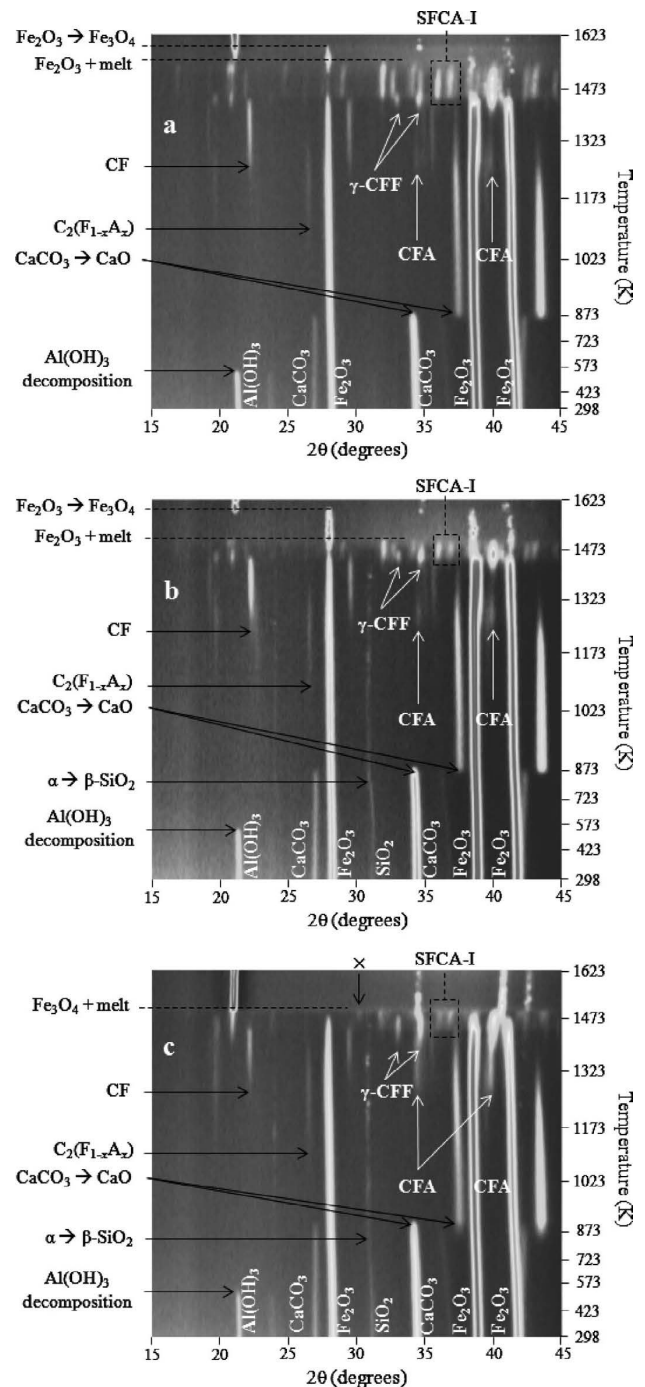 SFCA-I
Fe₂O₃ → Fe₃O₄
Fe₂O₃ + melt
a
CF
γ-CFF
C₂(F₁₋ₓAₓ)
CaCO₃ → CaO
CFA
CFA
Al(OH)₃
decomposition
Al(OH)₃
CaCO₃
Fe₂O₃
CaCO₃
Fe₂O₃
Fe₂O₃
1623
1473
1323
1173
1023
873
723
573
423
298
Temperature (K)
15 20 25 30 35 40 45
2θ (degrees)
SFCA-I
Fe₂O₃ → Fe₃O₄
Fe₂O₃ + melt
b
CF
γ-CFF
C₂(F₁₋ₓAₓ)
CaCO₃ → CaO
CFA
CFA
α → β-SiO₂
Al(OH)₃
decomposition
Al(OH)₃
CaCO₃
Fe₂O₃
SiO₂
CaCO₃
Fe₂O₃
Fe₂O₃
1623
1473
1323
1173
1023
873
723
573
423
298
Temperature (K)
15 20 25 30 35 40 45
2θ (degrees)
×
SFCA-I
Fe₃O₄ + melt
c
CF
γ-CFF
C₂(F₁₋ₓAₓ)
CaCO₃ → CaO
CFA
CFA
α → β-SiO₂
Al(OH)₃
decomposition
Al(OH)₃
CaCO₃
Fe₂O₃
SiO₂
CaCO₃
Fe₂O₃
Fe₂O₃
1623
1473
1323
1173
1023
873
723
573
423
298
Temperature (K)
15 20 25 30 35 40 45
2θ (degrees)